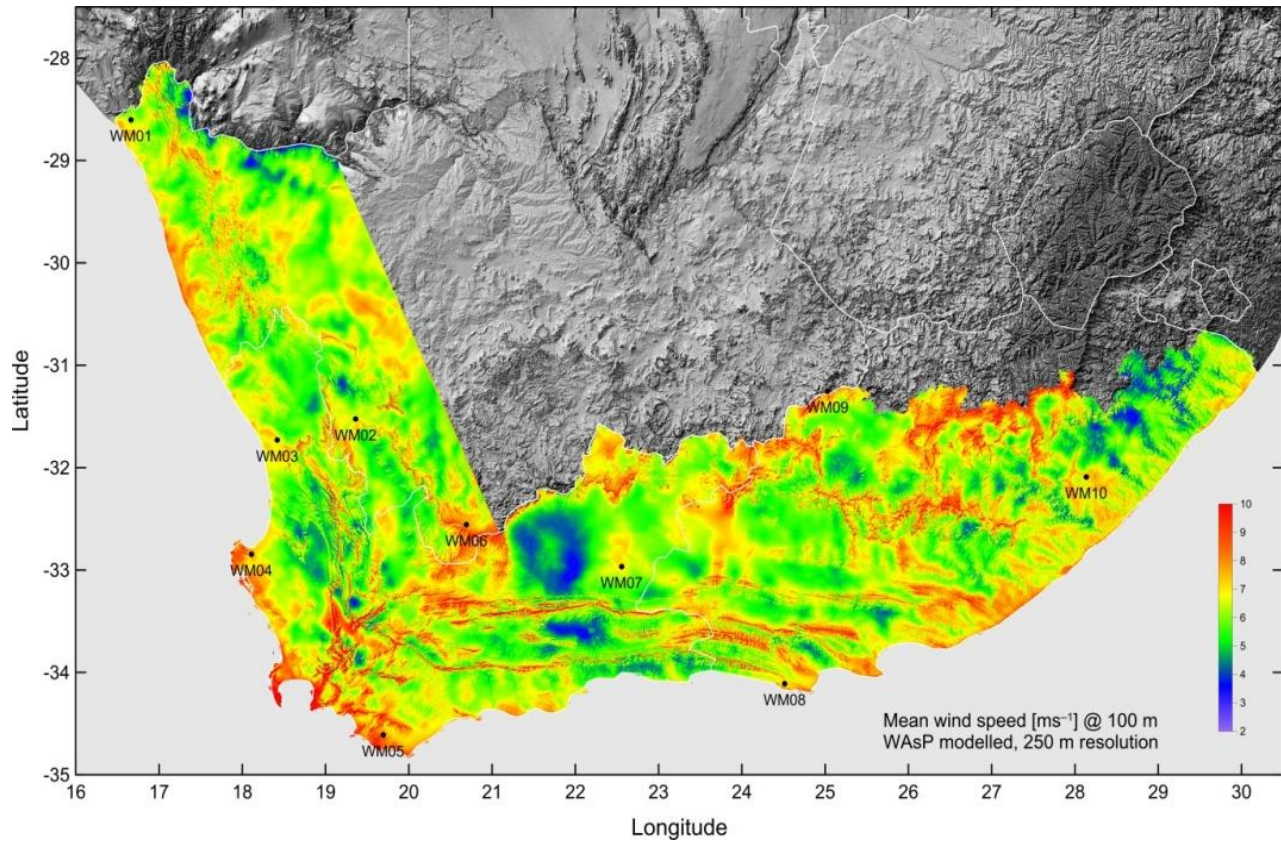 -28
-29
-30
-31
-32
-33
-34
-35
Latitude
WM01
WM02
WM03
WM04
WM05
WM06
WM07
WM08
WM09
WM10
10
9
8
7
6
5
4
3
2
Mean wind speed [ms⁻¹] @ 100 m
WAsP modelled, 250 m resolution
16 17 18 19 20 21 22 23 24 25 26 27 28 29 30
Longitude